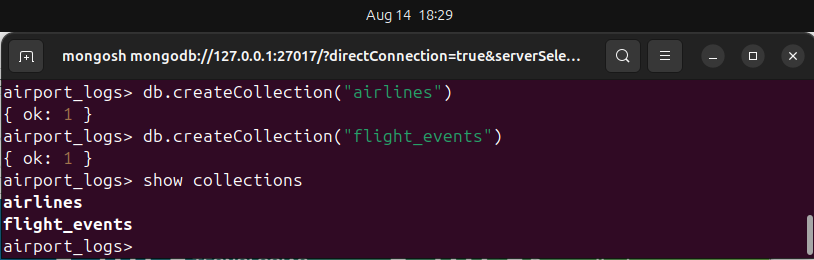 Aug 14 18:29
mongosh mongodb://127.0.0.1:27017/?directConnection=true&serverSele…
airport_logs> db.createCollection("airlines")
{ ok: 1 }
airport_logs> db.createCollection("flight_events")
{ ok: 1 }
airport_logs> show collections
airlines
flight_events
airport_logs>